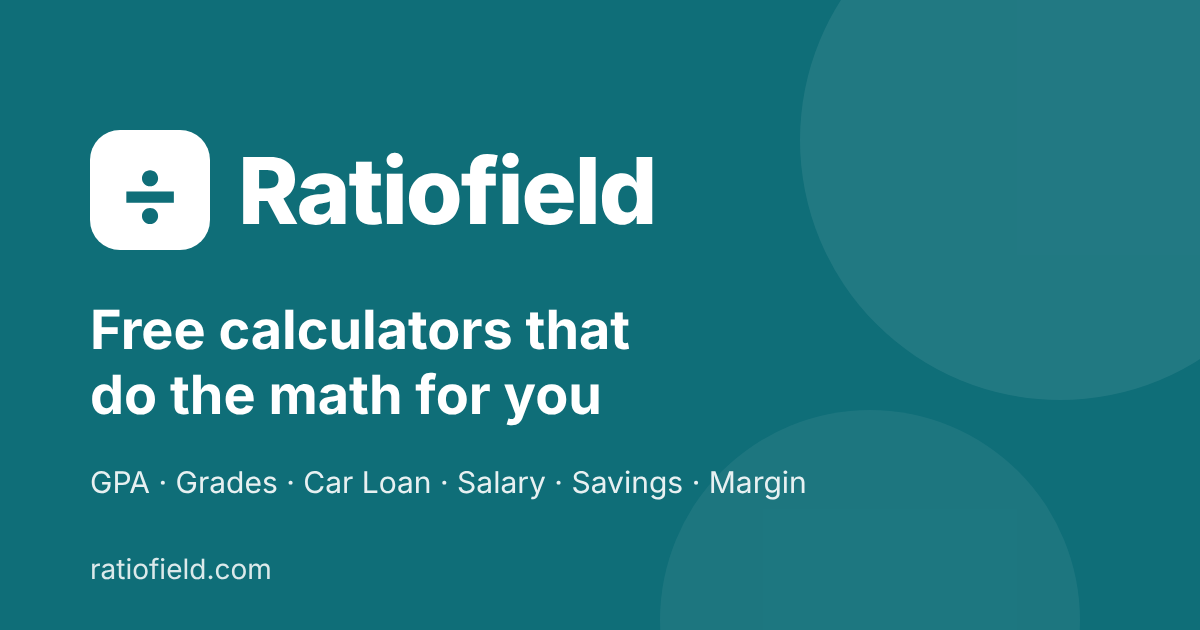 ÷ Ratiofield
Free calculators that
do the math for you
GPA · Grades · Car Loan · Salary · Savings · Margin
ratiofield.com